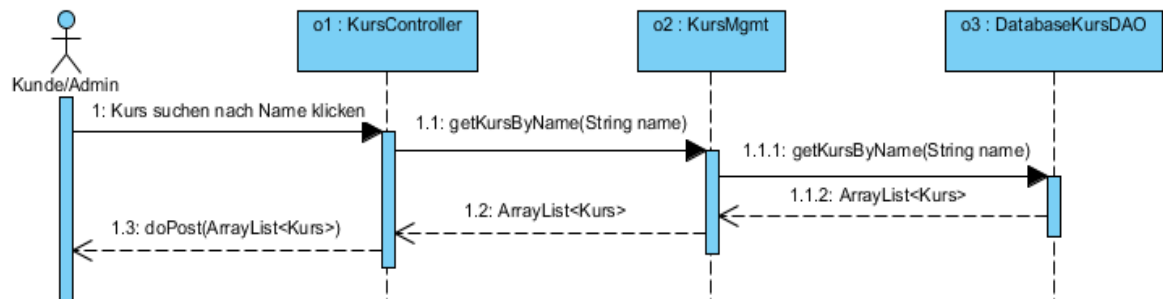 o1 : KursController
o2 : KursMgmt
o3 : DatabaseKursDAO
Kunde/Admin
1: Kurs suchen nach Name klicken
1.1: getKursByName(String name)
1.1.1: getKursByName(String name)
1.1.2: ArrayList<Kurs>
1.2: ArrayList<Kurs>
1.3: doPost(ArrayList<Kurs>)